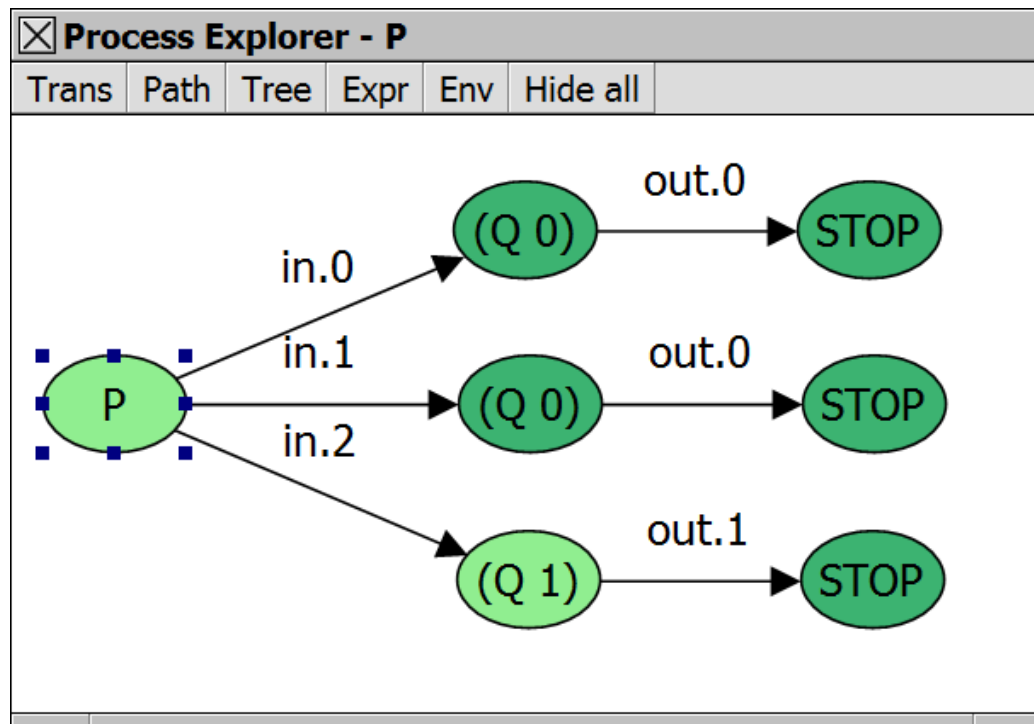 Process Explorer - P
Trans Path Tree Expr Env Hide all
out.0
(Q 0) STOP
in.0
in.1 out.0
P (Q 0) STOP
in.2
out.1
(Q 1) STOP